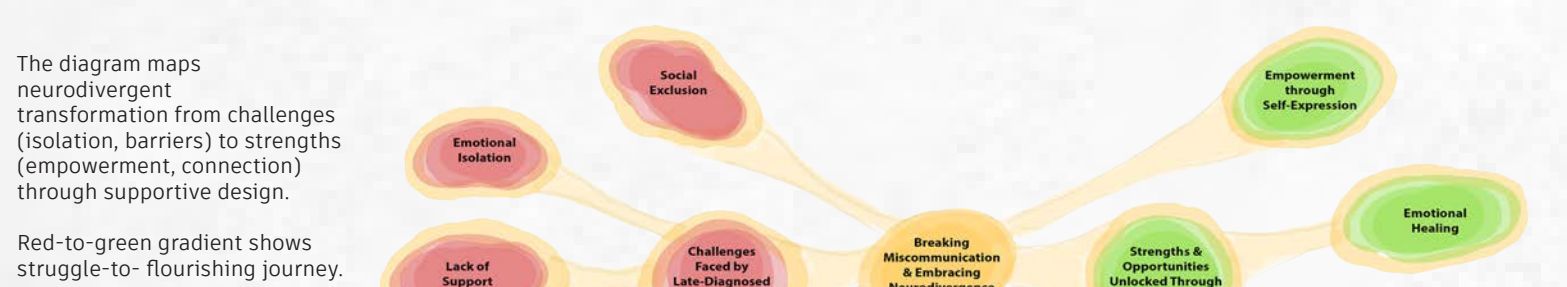 The diagram maps
neurodivergent
transformation from challenges
(isolation, barriers) to strengths
(empowerment, connection)
through supportive design.
Red-to-green gradient shows
struggle-to- flourishing journey.
Social
Exclusion
Emotional
Isolation
Lack of
Support
Challenges
Faced by
Late-Diagnosed
Breaking
Miscommunication
& Embracing
Neurodivergence
Strengths &
Opportunities
Unlocked Through
Empowerment
through
Self-Expression
Emotional
Healing